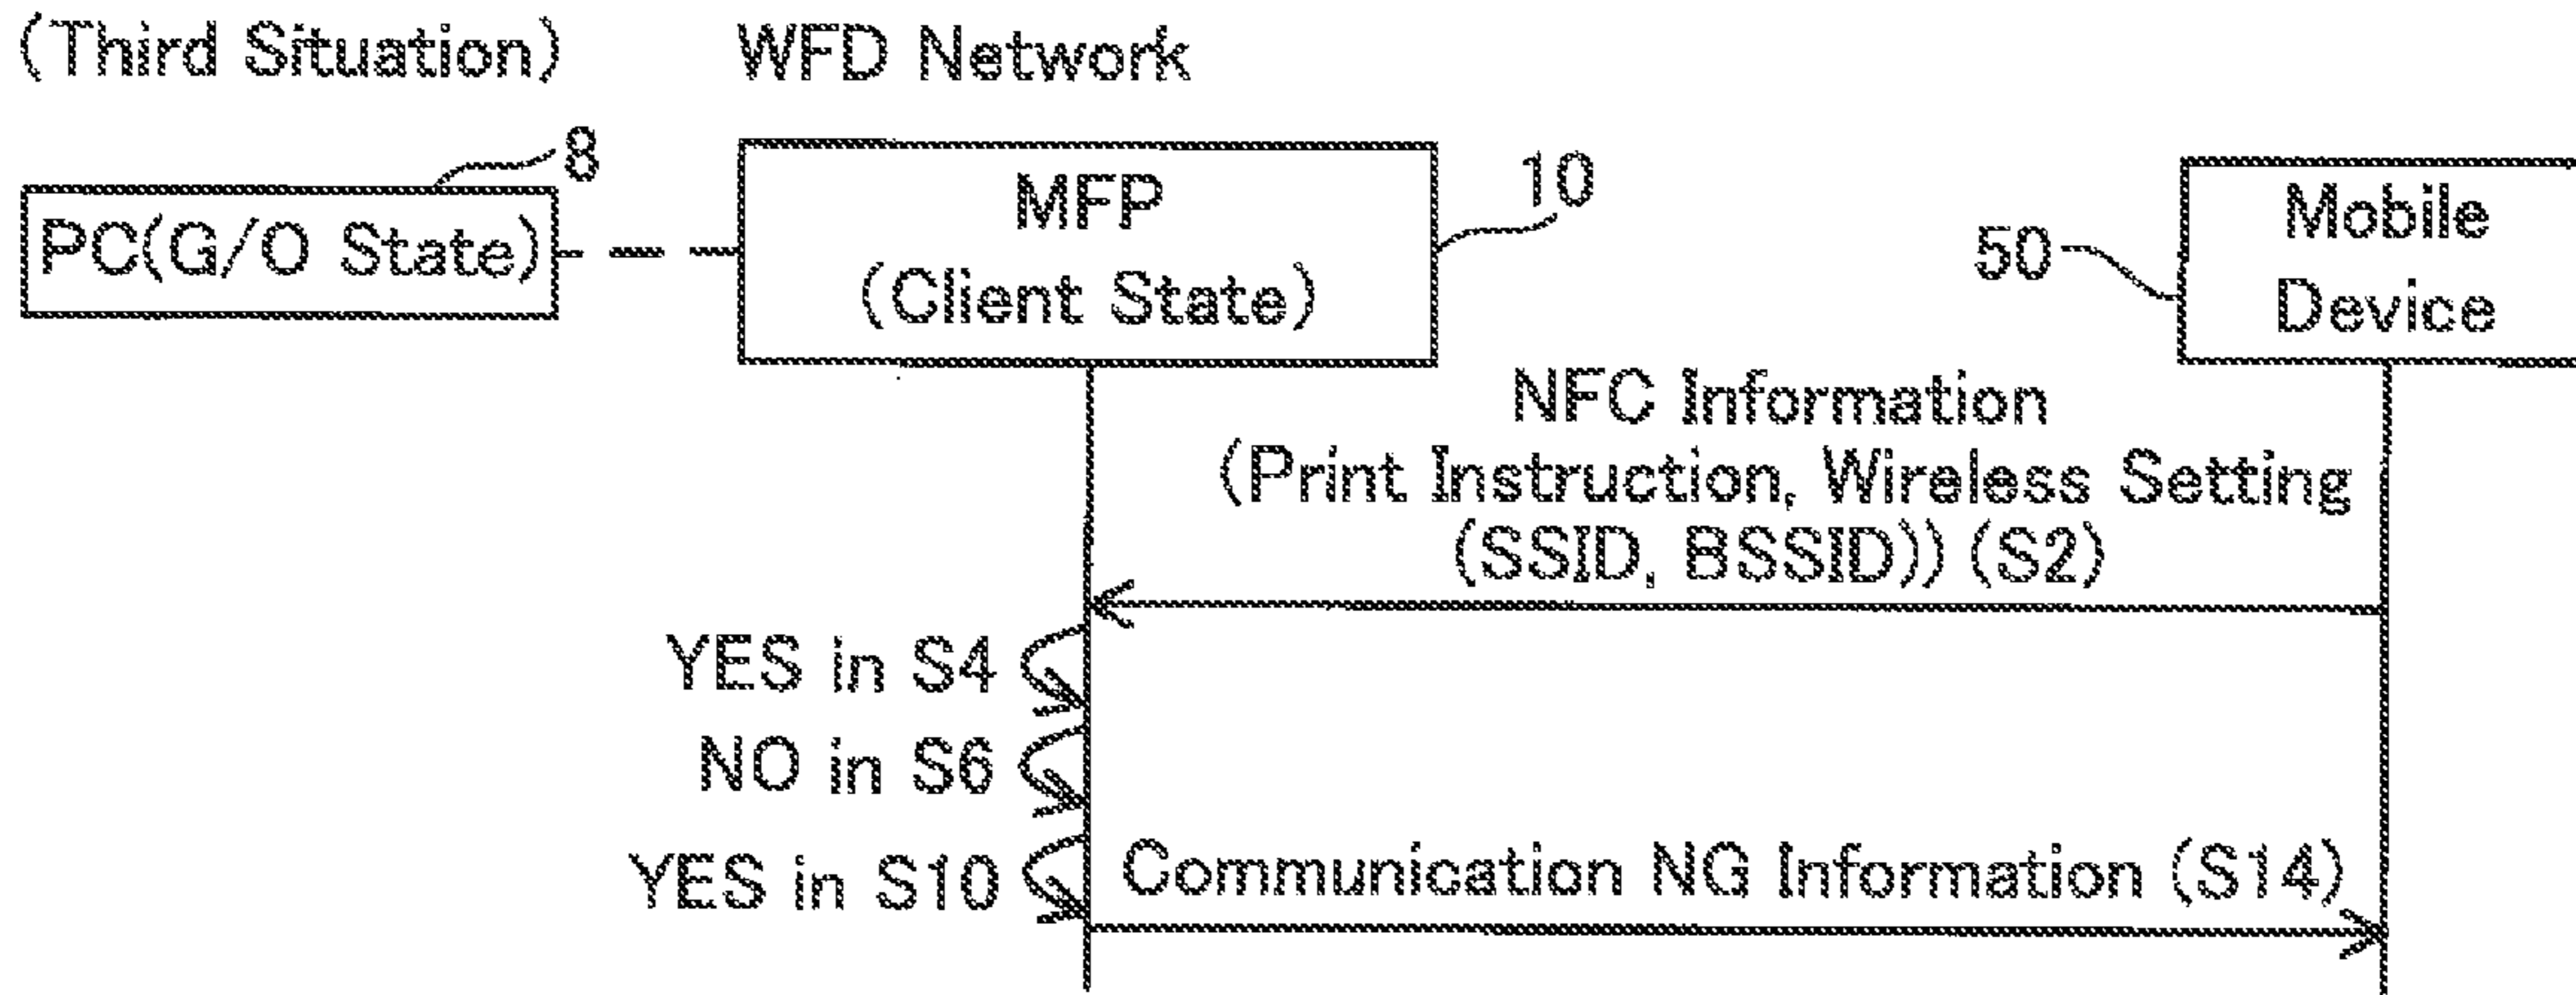 (Third Situation)
WFD Network
8
PC(G/O State)
MFP
(Client State)
10
50
Mobile
Device
NFC Information
(Print Instruction, Wireless Setting
(SSID, BSSID)) (S2)
YES in S4
NO in S6
YES in S10
Communication NG Information (S14)